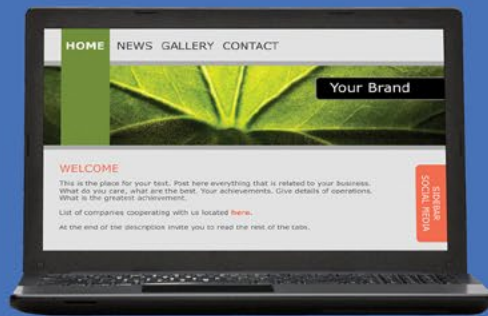 HOME NEWS GALLERY CONTACT
Your Brand
WELCOME
This is the place for your text. Post here everything that is related to your business.
What do you care, what are the best. Your achievements. Give details of operations.
What is the greatest achievement.
List of companies cooperating with us located here.
At the end of the description invite you to read the rest of the tabs.
SIDEBAR
SOCIAL MEDIA